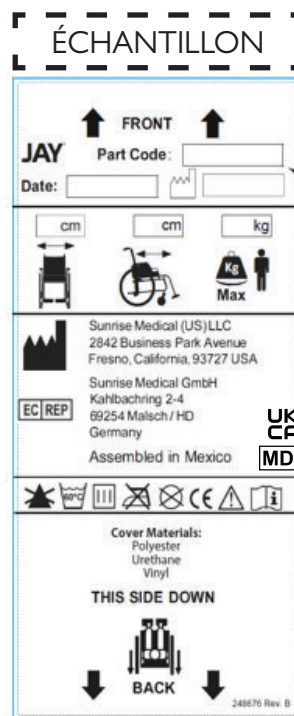 ÉCHANTILLON
FRONT
JAY Part Code:
Date:
cm cm kg
Kg
Max
Sunrise Medical (US)LLC
2842 Business Park Avenue
Fresno, California, 93727 USA
Sunrise Medical GmbH
Kahlbachring 2-4
69254 Malsch / HD
Germany
EC REP
UK
CA
Assembled in Mexico
MD
60°C
CE
Cover Materials:
Polyester
Urethane
Vinyl
THIS SIDE DOWN
BACK
248676 Rev. B